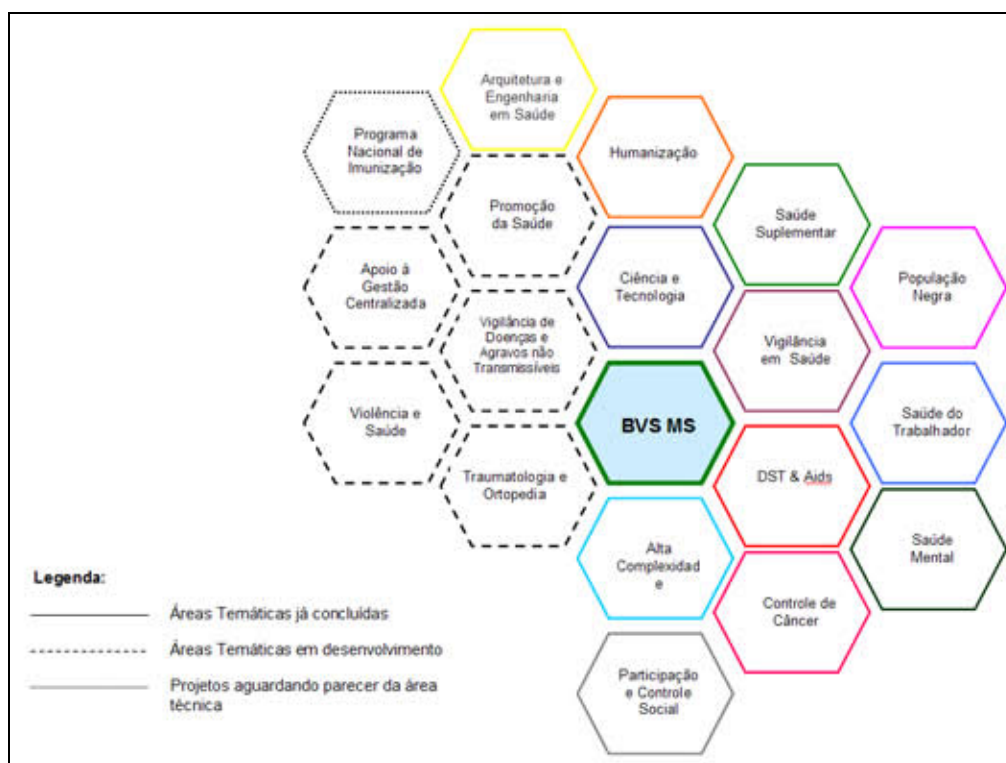 Arquitetura e
Engenharia
em Saúde
Programa
Nacional de
Imunização
Humanização
Promoção
da Saúde
Saúde
Suplementar
Apoio à
Gestão
Centralizada
Ciência e
Tecnologia
População
Negra
Vigilância de
Doenças e
Agravos não
Transmissíveis
Vigilância
em Saúde
Violência e
Saúde
BVS MS
Saúde do
Trabalhador
Traumatologia e
Ortopedia
DST & Aids
Alta
Complexidad
e
Saúde
Mental
Controle de
Câncer
Participação
e Controle
Social
Legenda:
Áreas Temáticas já concluídas
Áreas Temáticas em desenvolvimento
Projetos aguardando parecer da área
técnica